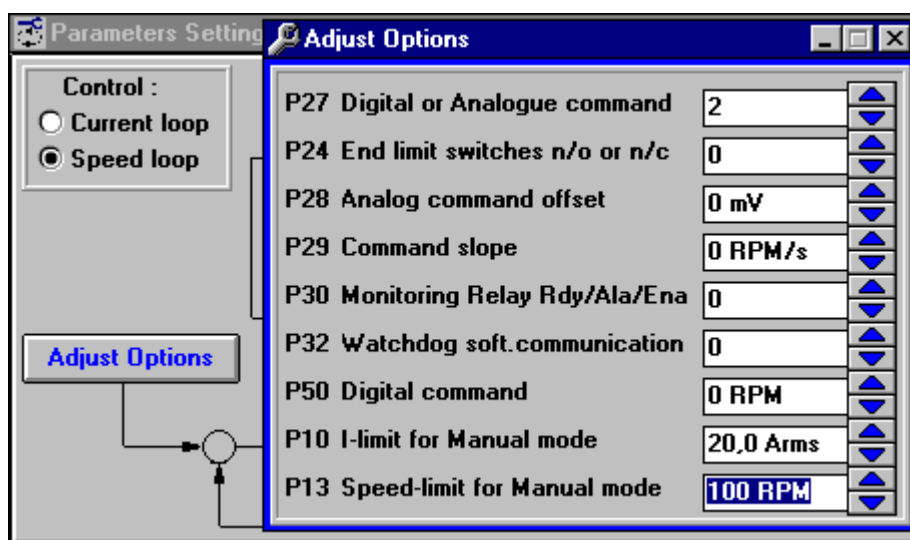 Parameters Setting
Control :
Current loop
Speed loop
Adjust Options
Adjust Options
P27 Digital or Analogue command 2
P24 End limit switches n/o or n/c 0
P28 Analog command offset 0 mV
P29 Command slope 0 RPM/s
P30 Monitoring Relay Rdy/Ala/Ena 0
P32 Watchdog soft.communication 0
P50 Digital command 0 RPM
P10 I-limit for Manual mode 20,0 Arms
P13 Speed-limit for Manual mode 100 RPM